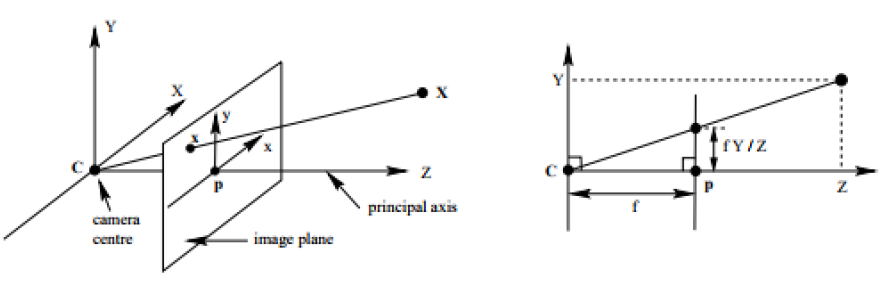 Y
X
X
y
x
x
C
Z
p
camera
centre
principal axis
image plane
Y
f Y / Z
C
p
Z
f